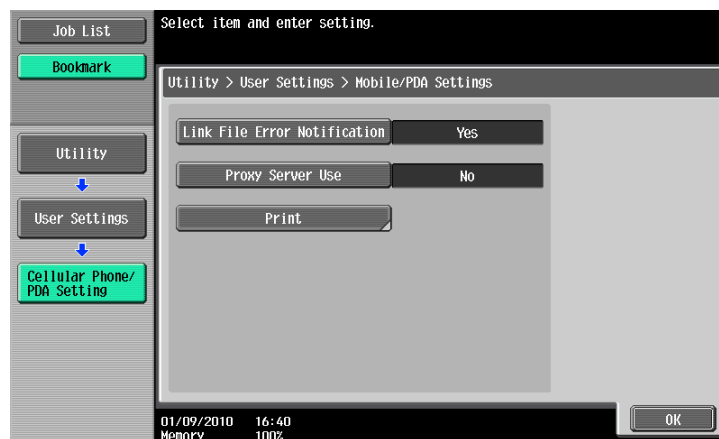 Job List
Bookmark
Utility
User Settings
Cellular Phone/
PDA Setting
Select item and enter setting.
Utility > User Settings > Mobile/PDA Settings
Link File Error Notification Yes
Proxy Server Use No
Print
01/09/2010 16:40
Memory 100%
OK